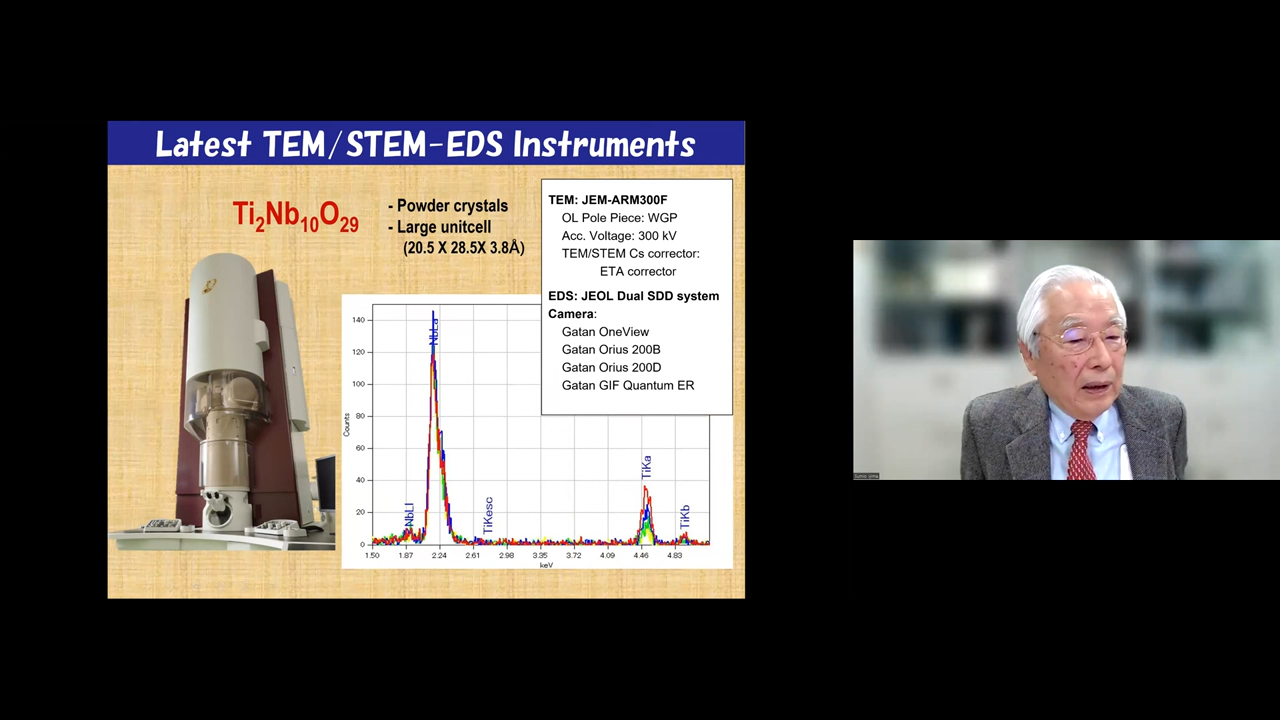 Latest TEM/STEM-EDS Instruments
Ti2Nb10O29
- Powder crystals
- Large unitcell
(20.5 X 28.5X 3.8Å)
TEM: JEM-ARM300F
OL Pole Piece: WGP
Acc. Voltage: 300 kV
TEM/STEM Cs corrector:
ETA corrector
EDS: JEOL Dual SDD system
Camera:
Gatan OneView
Gatan Orius 200B
Gatan Orius 200D
Gatan GIF Quantum ER
Counts
140
120
100
80
60
40
20
0
NbLl
NbLa
TiKesc
TiKa
TiKb
1.50 1.87 2.24 2.61 2.98 3.35 3.72 4.09 4.46 4.83
keV
Sumio Iijima